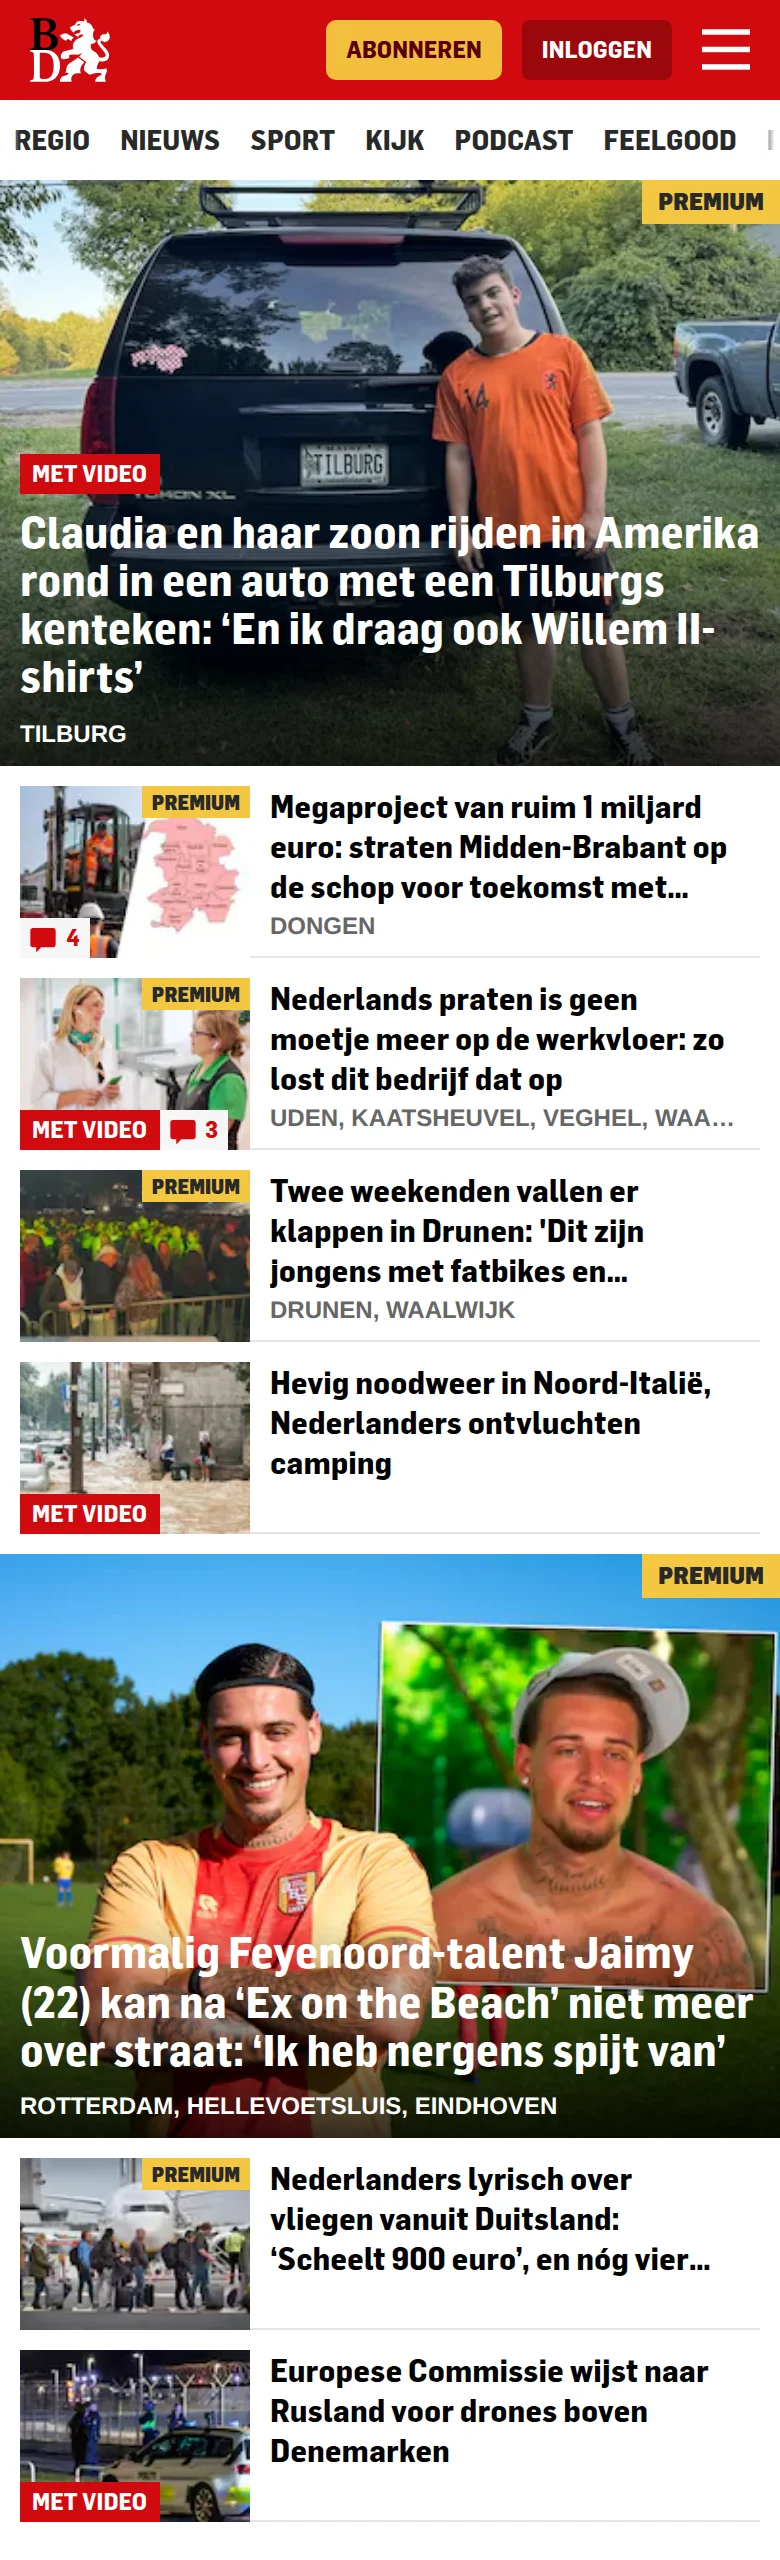 BD
ABONNEREN
INLOGGEN
REGIO NIEUWS SPORT KIJK PODCAST FEELGOOD
PREMIUM
14
MAINE
TILBURG
YUKON XL
MET VIDEO
Claudia en haar zoon rijden in Amerika
rond in een auto met een Tilburgs
kenteken: ‘En ik draag ook Willem II-
shirts’
TILBURG
PREMIUM
4
Megaproject van ruim 1 miljard
euro: straten Midden-Brabant op
de schop voor toekomst met...
DONGEN
PREMIUM
MET VIDEO
3
Nederlands praten is geen
moetje meer op de werkvloer: zo
lost dit bedrijf dat op
UDEN, KAATSHEUVEL, VEGHEL, WAA...
PREMIUM
Twee weekenden vallen er
klappen in Drunen: 'Dit zijn
jongens met fatbikes en...
DRUNEN, WAALWIJK
MET VIDEO
Hevig noodweer in Noord-Italië,
Nederlanders ontvluchten
camping
PREMIUM
Voormalig Feyenoord-talent Jaimy
(22) kan na ‘Ex on the Beach’ niet meer
over straat: ‘Ik heb nergens spijt van’
ROTTERDAM, HELLEVOETSLUIS, EINDHOVEN
PREMIUM
Nederlanders lyrisch over
vliegen vanuit Duitsland:
‘Scheelt 900 euro’, en nóg vier...
MET VIDEO
Europese Commissie wijst naar
Rusland voor drones boven
Denemarken